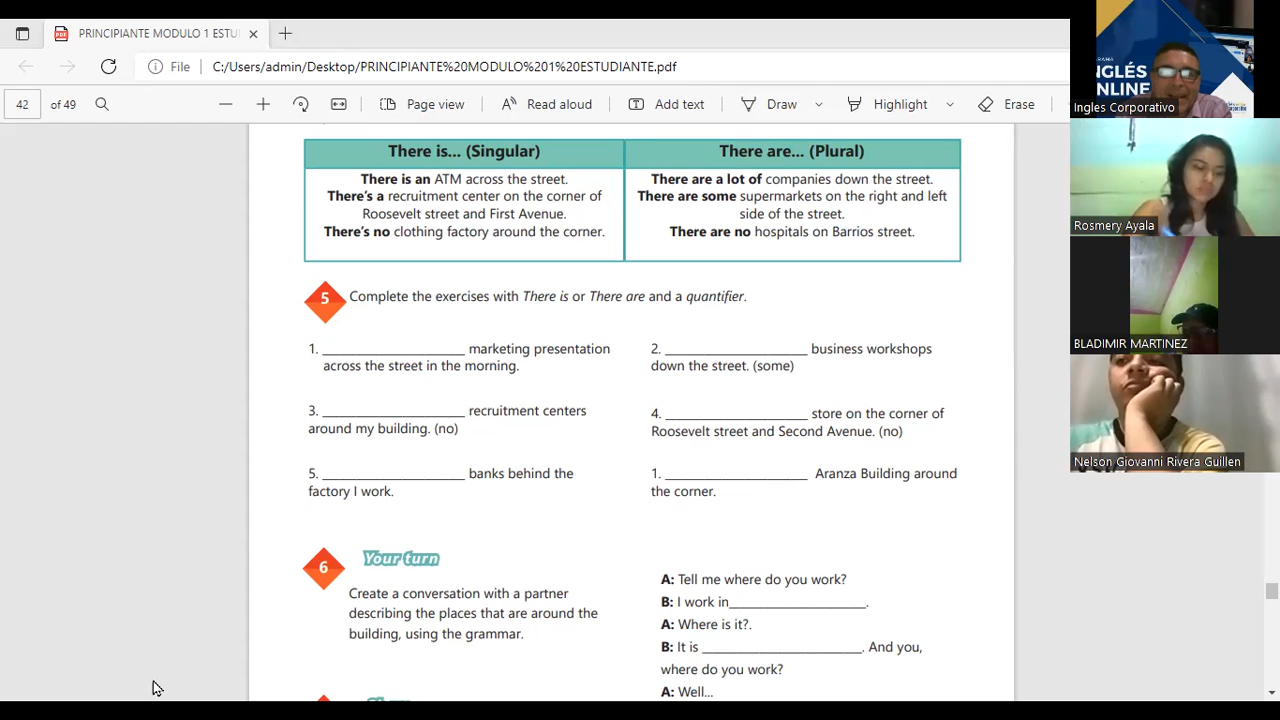 PRINCIPIANTE MODULO 1 ESTU
File C:/Users/admin/Desktop/PRINCIPIANTE%20MODULO%201%20ESTUDIANTE.pdf
42 of 49 Page view Read aloud Add text Draw Highlight Erase
There is... (Singular)
There is an ATM across the street.
There's a recruitment center on the corner of
Roosevelt street and First Avenue.
There's no clothing factory around the corner.
There are... (Plural)
There are a lot of companies down the street.
There are some supermarkets on the right and left
side of the street.
There are no hospitals on Barrios street.
5 Complete the exercises with There is or There are and a quantifier.
1. ____________________ marketing presentation
across the street in the morning.
2. ____________________ business workshops
down the street. (some)
3. ____________________ recruitment centers
around my building. (no)
4. ____________________ store on the corner of
Roosevelt street and Second Avenue. (no)
5. ____________________ banks behind the
factory I work.
1. ____________________ Aranza Building around
the corner.
6 Your turn
Create a conversation with a partner
describing the places that are around the
building, using the grammar.
A: Tell me where do you work?
B: I work in____________________.
A: Where is it?.
B: It is ______________________. And you,
where do you work?
A: Well...
INGLÉS
ONLINE
Ingles Corporativo
Rosmery Ayala
BLADIMIR MARTINEZ
Nelson Giovanni Rivera Guillen